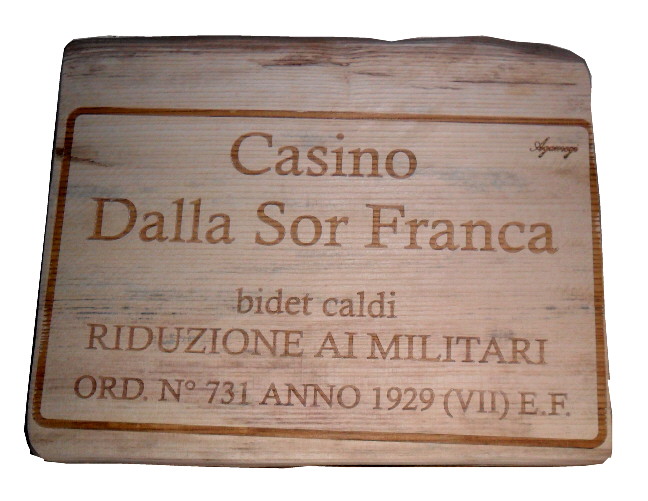 Casino
Dalla Sor Franca
bidet caldi
RIDUZIONE AI MILITARI
ORD. N° 731 ANNO 1929 (VII) E.F.